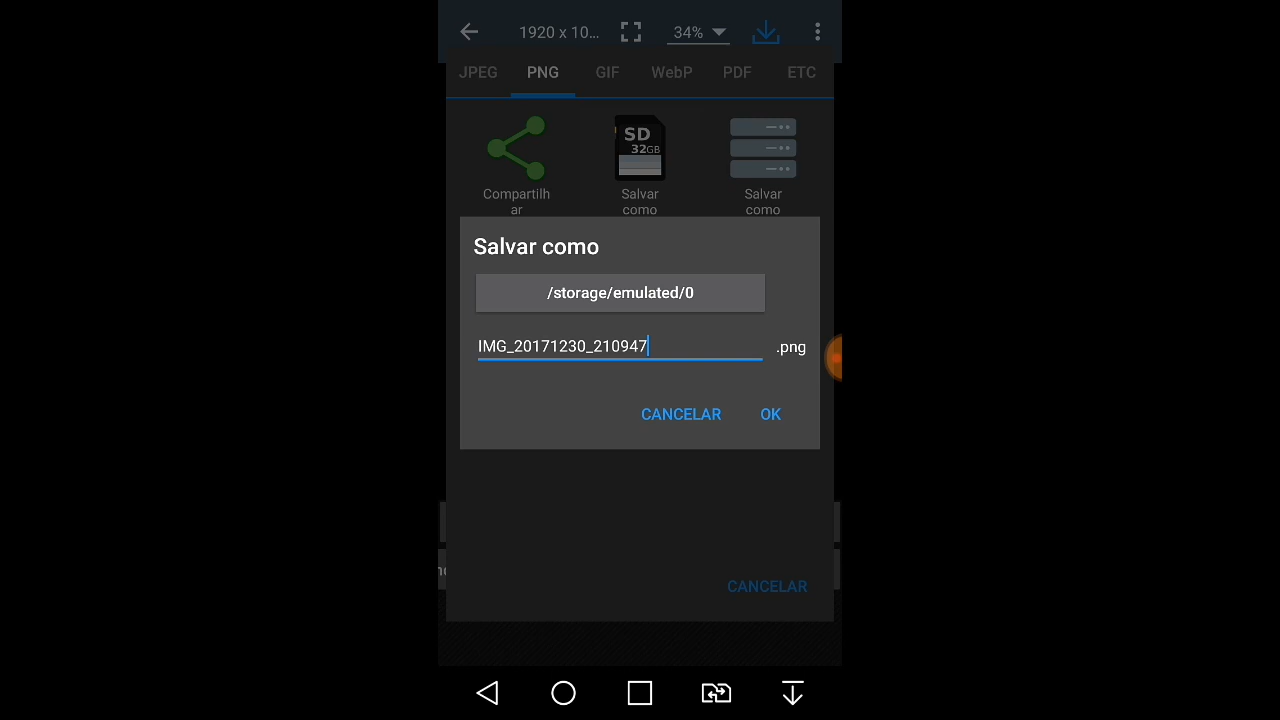 1920 x 10... 34%
JPEG PNG GIF WebP PDF ETC
SD
32GB
Compartilh
ar
Salvar
como
Salvar
como
Salvar como
/storage/emulated/0
IMG_20171230_210947 .png
CANCELAR OK
CANCELAR